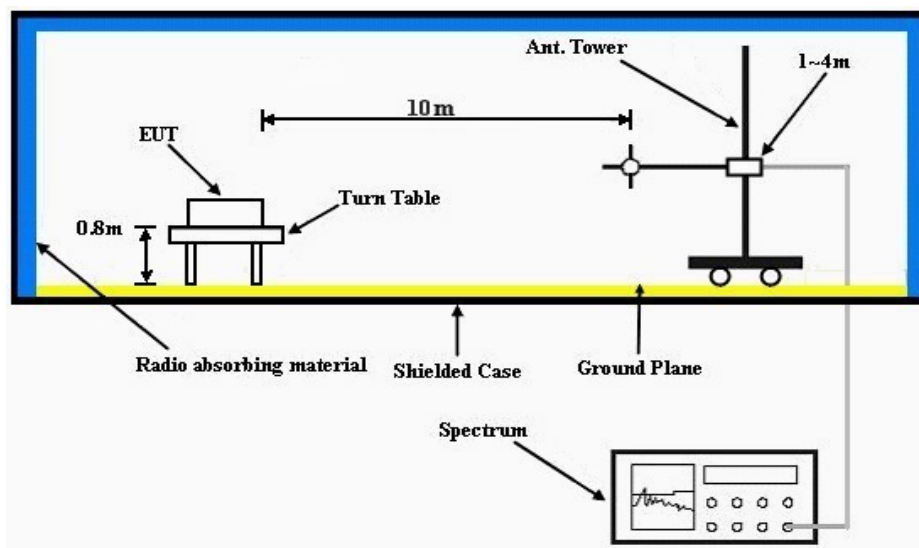 Ant. Tower
1~4m
10m
EUT
Turn Table
0.8m
Radio absorbing material
Shielded Case
Ground Plane
Spectrum